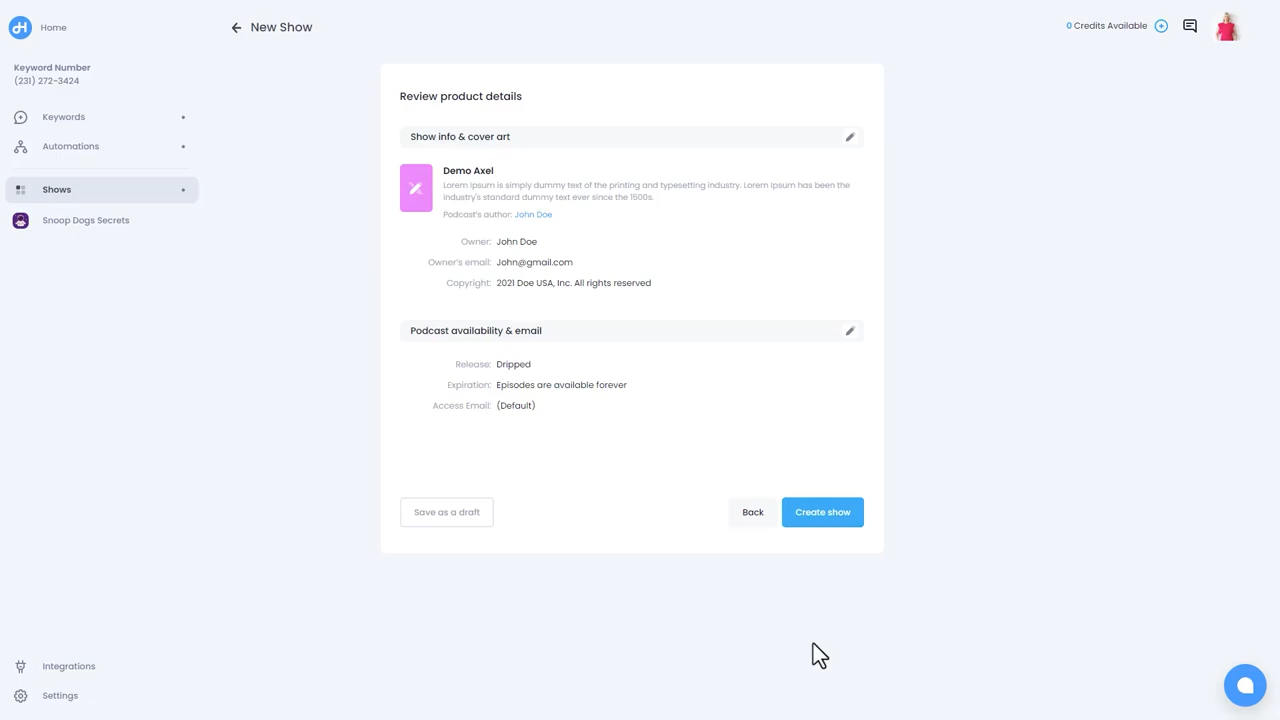 Home
New Show
0 Credits Available
Keyword Number
(231) 272-3424
Keywords
Automations
Shows
Snoop Dogs Secrets
Integrations
Settings
Review product details
Show info & cover art
Demo Axel
Lorem Ipsum is simply dummy text of the printing and typesetting industry. Lorem Ipsum has been the
industry's standard dummy text ever since the 1500s.
Podcast's author: John Doe
Owner: John Doe
Owner's email: John@gmail.com
Copyright: 2021 Doe USA, Inc. All rights reserved
Podcast availability & email
Release: Dripped
Expiration: Episodes are available forever
Access Email: (Default)
Save as a draft
Back
Create show